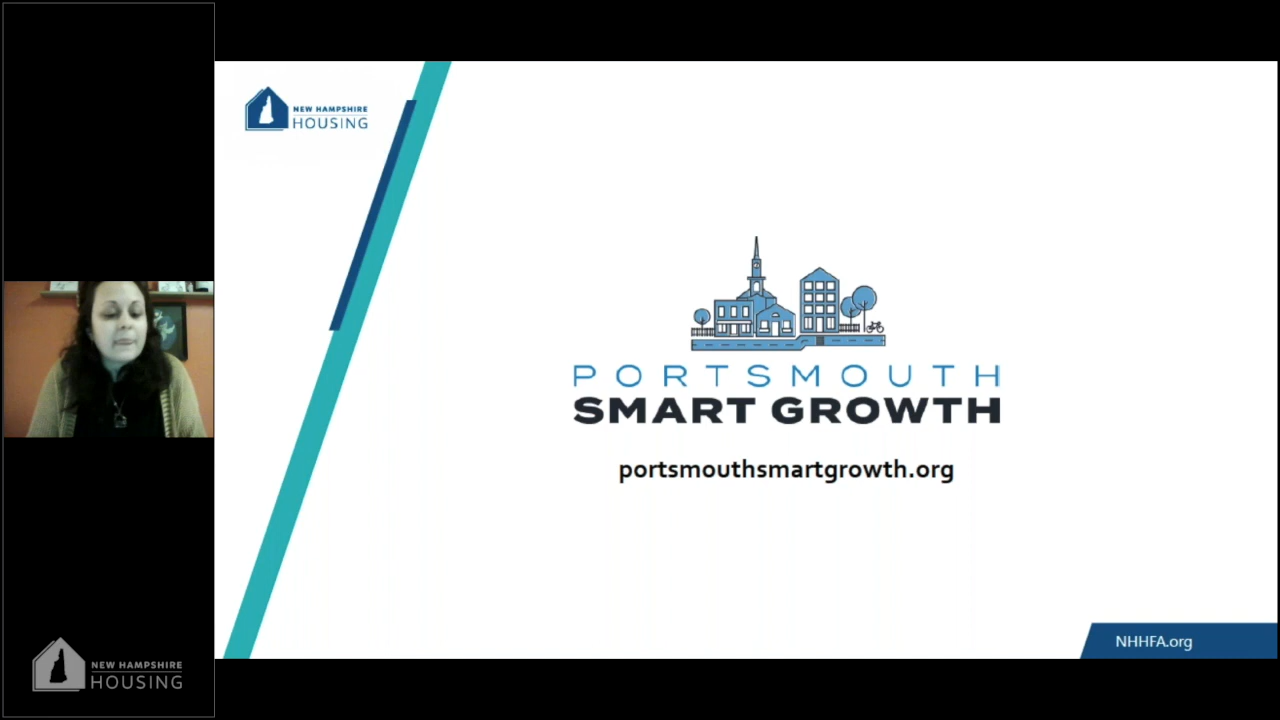 NEW HAMPSHIRE
HOUSING
PORTSMOUTH
SMART GROWTH
portsmouthsmartgrowth.org
NHHFA.org
NEW HAMPSHIRE
HOUSING